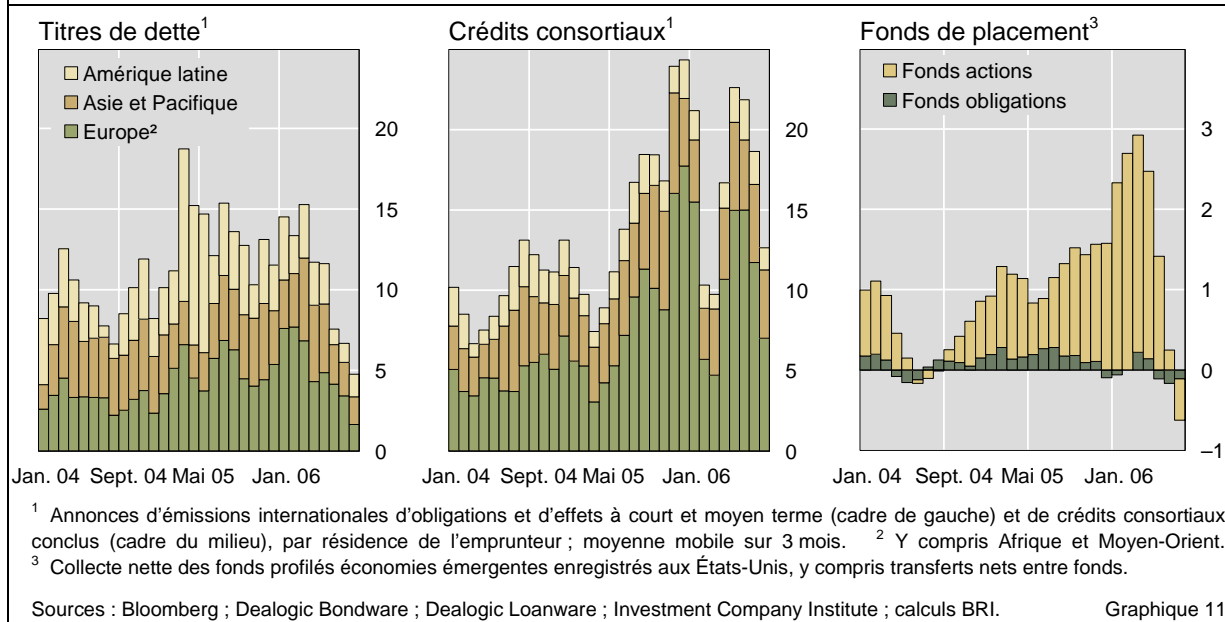 Titres de dette¹
Amérique latine
Asie et Pacifique
Europe²
20
15
10
5
0
Jan. 04 Sept. 04 Mai 05 Jan. 06
Crédits consortiaux¹
20
15
10
5
0
Jan. 04 Sept. 04 Mai 05 Jan. 06
Fonds de placement³
Fonds actions
Fonds obligations
3
2
1
0
–1
Jan. 04 Sept. 04 Mai 05 Jan. 06
¹ Annonces d’émissions internationales d’obligations et d’effets à court et moyen terme (cadre de gauche) et de crédits consortiaux
conclus (cadre du milieu), par résidence de l’emprunteur ; moyenne mobile sur 3 mois. ² Y compris Afrique et Moyen-Orient.
³ Collecte nette des fonds profilés économies émergentes enregistrés aux États-Unis, y compris transferts nets entre fonds.
Sources : Bloomberg ; Dealogic Bondware ; Dealogic Loanware ; Investment Company Institute ; calculs BRI. Graphique 11